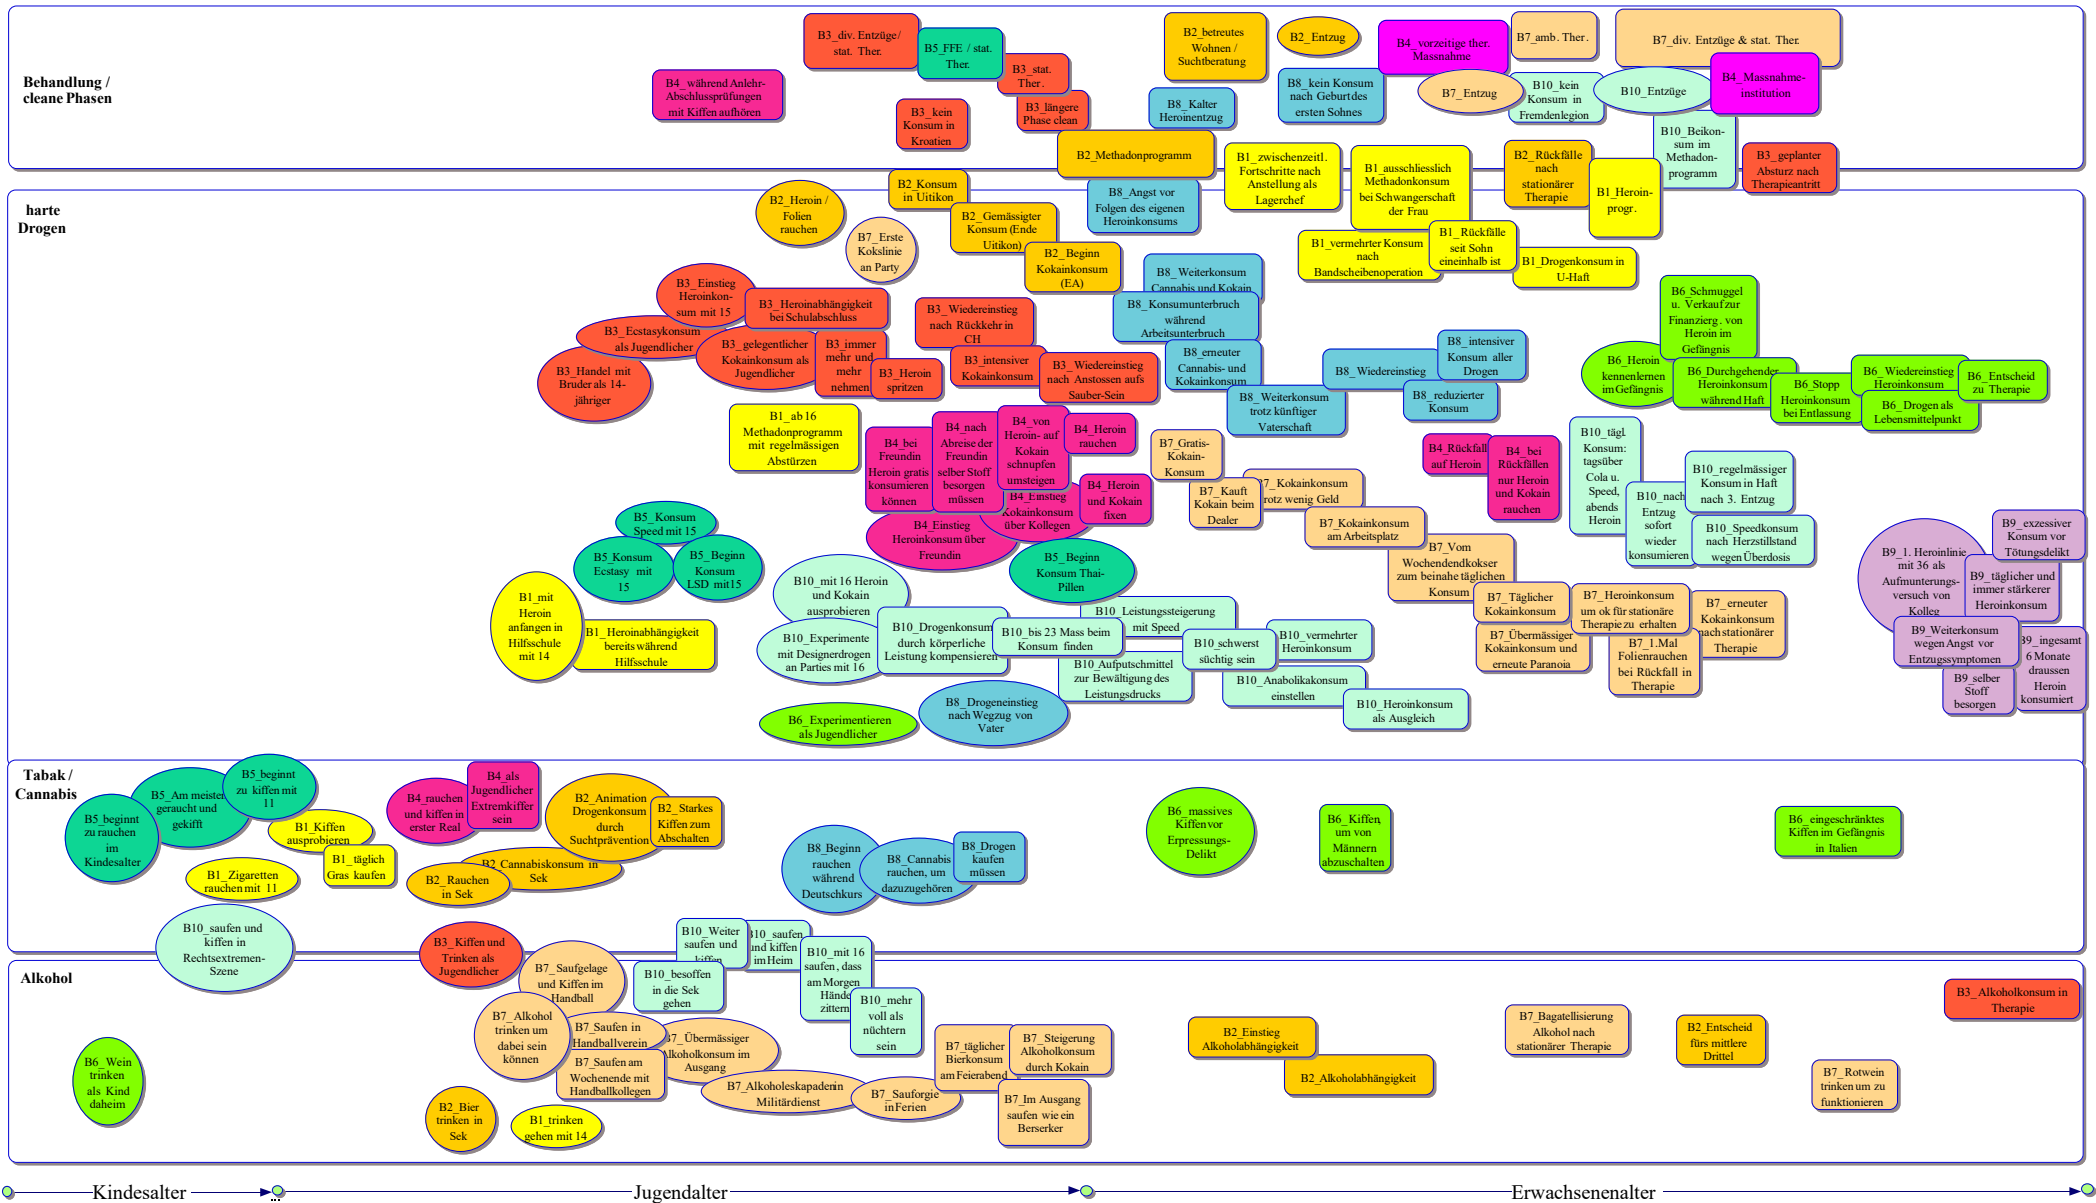 Behandlung /
cleane Phasen
B4_während Anlehr-
Abschlussprüfungen
mit Kiffen aufhören
B3_div. Entzüge /
stat. Ther.
B5_FFE / stat.
Ther.
B3_stat.
Ther.
B3_längere
Phase clean
B3_kein
Konsum in
Kroatien
B2_betreutes
Wohnen /
Suchtberatung
B2_Entzug
B8_Kalter
Heroinentzug
B8_kein Konsum
nach Geburt des
ersten Sohnes
B4_vorzeitige ther.
Massnahme
B7_amb. Ther.
B7_div. Entzüge & stat. Ther.
B7_Entzug
B10_kein
Konsum in
Fremdenlegion
B10_Entzüge
B4_Massnahme-
institution
B2_Methadonprogramm
B1_zwischenzeitl.
Fortschritte nach
Anstellung als
Lagerchef
B1_ausschliesslich
Methadonkonsum
bei Schwangerschaft
der Frau
B2_Rückfälle
nach
stationärer
Therapie
B1_Heroin-
progr.
B10_Beikon-
sum im
Methadon-
programm
B3_geplanter
Absturz nach
Therapieantritt
harte
Drogen
B2_Heroin /
Folien
rauchen
B2_Konsum
in Uitikon
B7_Erste
Kokslinie
an Party
B2_Gemässigter
Konsum (Ende
Uitikon)
B2_Beginn
Kokainkonsum
(EA)
B8_Angst vor
Folgen des eigenen
Heroinkonsums
B1_vermehrter Konsum
nach
Bandscheibenoperation
B1_Rückfälle
seit Sohn
eineinhalb ist
B1_Drogenkonsum in
U-Haft
B3_Einstieg
Heroinkon-
sum mit 15
B3_Heroinabhängigkeit
bei Schulabschluss
B3_Ecstasykonsum
als Jugendlicher
B3_gelegentlicher
Kokainkonsum als
Jugendlicher
B3_immer
mehr und
mehr
nehmen
B3_Heroin
spritzen
B3_Handel mit
Bruder als 14-
jähriger
B3_Wiedereinstieg
nach Rückkehr in
CH
B3_intensiver
Kokainkonsum
B3_Wiedereinstieg
nach Anstossen aufs
Sauber-Sein
B8_Weiterkonsum
Cannabis und Kokain
B8_Konsumunterbruch
während
Arbeitsunterbruch
B8_erneuter
Cannabis- und
Kokainkonsum
B8_Weiterkonsum
trotz künftiger
Vaterschaft
B8_Wiedereinstieg
B8_intensiver
Konsum aller
Drogen
B8_reduzierter
Konsum
B6_Schmuggel
u. Verkauf zur
Finanzierg. von
Heroin im
Gefängnis
B6_Heroin
kennenlernen
im Gefängnis
B6_Durchgehender
Heroinkonsum
während Haft
B6_Stopp
Heroinkonsum
bei Entlassung
B6_Wiedereinstieg
Heroinkonsum
B6_Drogen als
Lebensmittelpunkt
B6_Entscheid
zu Therapie
B1_ab 16
Methadonprogramm
mit regelmässigen
Abstürzen
B4_bei
Freundin
Heroin gratis
konsumieren
können
B4_nach
Abreise der
Freundin
selber Stoff
besorgen
müssen
B4_von
Heroin- auf
Kokain
schnupfen
umsteigen
B4_Heroin
rauchen
B4_Heroin
und Kokain
fixen
B4_Einstieg
Kokainkonsum
über Kollegen
B4_Einstieg
Heroinkonsum über
Freundin
B7_Gratis-
Kokain-
Konsum
B7_Kauft
Kokain beim
Dealer
B7_Kokainkonsum
trotz wenig Geld
B7_Kokainkonsum
am Arbeitsplatz
B4_Rückfall
auf Heroin
B4_bei
Rückfällen
nur Heroin
und Kokain
rauchen
B10_tägl.
Konsum:
tagsüber
Cola u.
Speed,
abends
Heroin
B10_nach
Entzug
sofort
wieder
konsumieren
B10_regelmässiger
Konsum in Haft
nach 3. Entzug
B10_Speedkonsum
nach Herzstillstand
wegen Überdosis
B5_Konsum
Speed mit 15
B5_Konsum
Ecstasy mit
15
B5_Beginn
Konsum
LSD mit15
B5_Beginn
Konsum Thai-
Pillen
B7_Vom
Wochendendkokser
zum beinahe täglichen
Konsum
B7_Täglicher
Kokainkonsum
B7_Übermässiger
Kokainkonsum und
erneute Paranoia
B7_Heroinkonsum
um ok für stationäre
Therapie zu erhalten
B7_1.Mal
Folienrauchen
bei Rückfall in
Therapie
B7_erneuter
Kokainkonsum
nach stationärer
Therapie
B9_1. Heroinlinie
mit 36 als
Aufmunterungs-
versuch von
Kolleg
B9_exzessiver
Konsum vor
Tötungsdelikt
B9_täglicher und
immer stärkerer
Heroinkonsum
B9_Weiterkonsum
wegen Angst vor
Entzugssymptomen
B9_selber
Stoff
besorgen
B9_ingesamt
6 Monate
draussen
Heroin
konsumiert
B1_mit
Heroin
anfangen in
Hilfsschule
mit 14
B1_Heroinabhängigkeit
bereits während
Hilfsschule
B10_mit 16 Heroin
und Kokain
ausprobieren
B10_Experimente
mit Designerdrogen
an Parties mit 16
B10_Drogenkonsum
durch körperliche
Leistung kompensieren
B10_bis 23 Mass beim
Konsum finden
B10_Leistungssteigerung
mit Speed
B10_Aufputschmittel
zur Bewältigung des
Leistungsdrucks
B10_schwerst
süchtig sein
B10_vermehrter
Heroinkonsum
B10_Anabolikakonsum
einstellen
B10_Heroinkonsum
als Ausgleich
B6_Experimentieren
als Jugendlicher
B8_Drogeneinstieg
nach Wegzug von
Vater
Tabak /
Cannabis
B5_beginnt
zu rauchen
im
Kindesalter
B5_Am meisten
geraucht und
gekifft
B5_beginnt
zu kiffen mit
11
B1_Kiffen
ausprobieren
B1_täglich
Gras kaufen
B1_Zigaretten
rauchen mit 11
B4_rauchen
und kiffen in
erster Real
B4_als
Jugendlicher
Extremkiffer
sein
B2_Animation
Drogenkonsum
durch
Suchtprävention
B2_Starkes
Kiffen zum
Abschalten
B2_Cannabiskonsum in
Sek
B2_Rauchen
in Sek
B8_Beginn
rauchen
während
Deutschkurs
B8_Cannabis
rauchen, um
dazuzugehören
B8_Drogen
kaufen
müssen
B6_massives
Kiffen vor
Erpressungs-
Delikt
B6_Kiffen,
um von
Männern
abzuschalten
B6_eingeschränktes
Kiffen im Gefängnis
in Italien
B10_saufen und
kiffen in
Rechtsextremen-
Szene
B3_Kiffen und
Trinken als
Jugendlicher
B10_Weiter
saufen und
kiffen
B10_saufen
und kiffen
im Heim
Alkohol
B7_Saufgelage
und Kiffen im
Handball
B10_besoffen
in die Sek
gehen
B10_mit 16
saufen, dass
am Morgen
Hände
zittern
B10_mehr
voll als
nüchtern
sein
B7_Alkohol
trinken um
dabei sein
können
B7_Saufen in
Handballverein
B7_Saufen am
Wochenende mit
Handballkollegen
B7_Übermässiger
Alkoholkonsum im
Ausgang
B7_Alkoholeskapaden in
Militärdienst
B7_Sauforgie
in Ferien
B7_täglicher
Bierkonsum
am Feierabend
B7_Steigerung
Alkoholkonsum
durch Kokain
B7_Im Ausgang
saufen wie ein
Berserker
B6_Wein
trinken
als Kind
daheim
B2_Bier
trinken in
Sek
B1_trinken
gehen mit 14
B2_Einstieg
Alkoholabhängigkeit
B2_Alkoholabhängigkeit
B7_Bagatellisierung
Alkohol nach
stationärer Therapie
B2_Entscheid
fürs mittlere
Drittel
B7_Rotwein
trinken um zu
funktionieren
B3_Alkoholkonsum in
Therapie
Kindesalter
Jugendalter
Erwachsenenalter